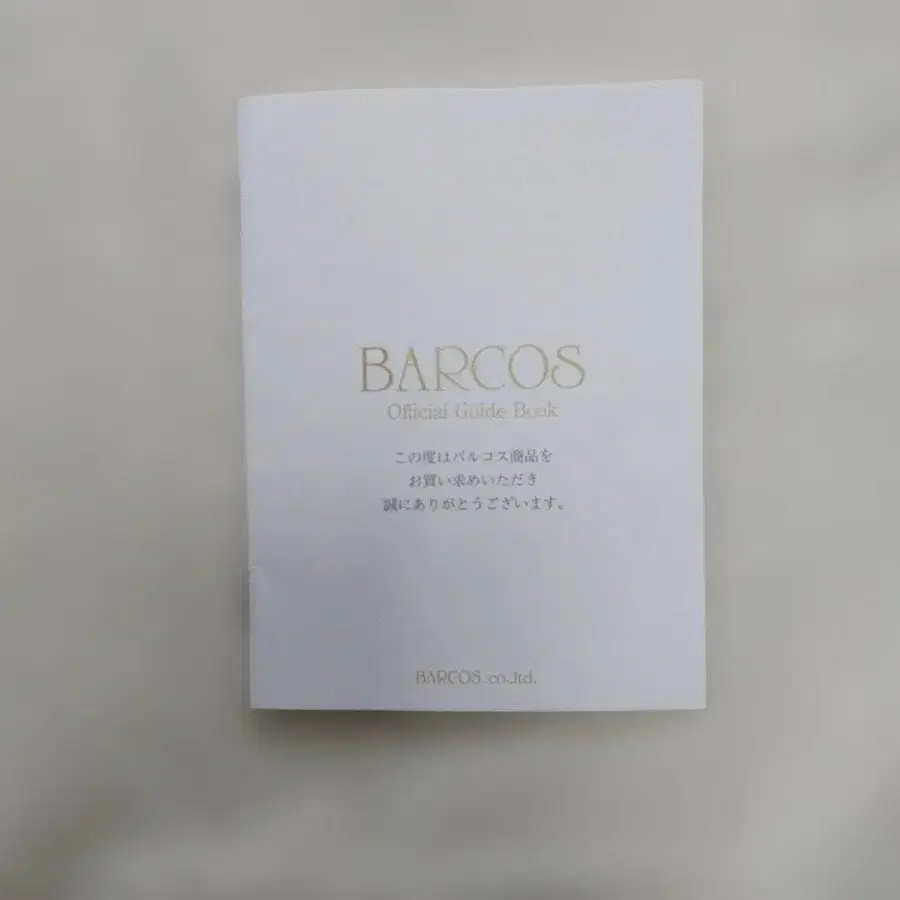 BARCOS
Official Guide Book
この度はバルコス商品を
お買い求めいただき
誠にありがとうございます。
BARCOS co.,ltd.